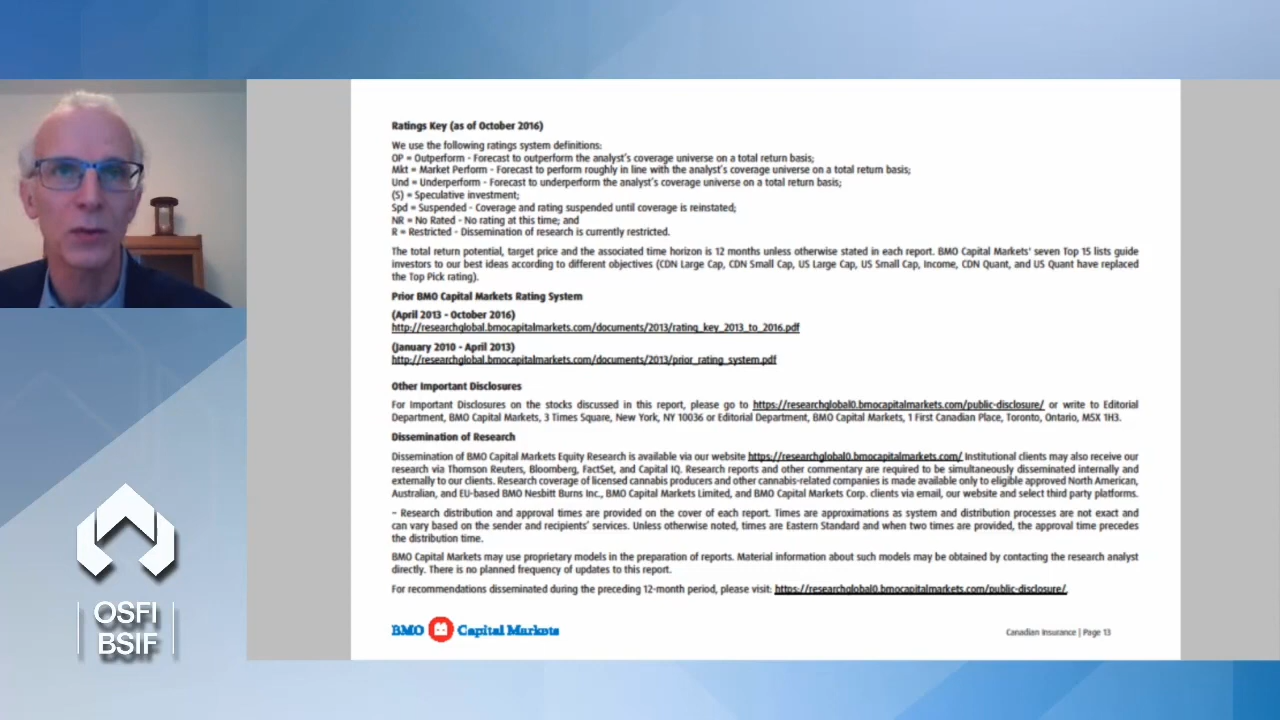 Ratings Key (as of October 2016)
We use the following ratings system definitions:
OP = Outperform - Forecast to outperform the analyst's coverage universe on a total return basis;
Mkt = Market Perform - Forecast to perform roughly in line with the analyst's coverage universe on a total return basis;
Und = Underperform - Forecast to underperform the analyst's coverage universe on a total return basis;
(S) = Speculative investment;
Spd = Suspended - Coverage and rating suspended until coverage is reinstated;
NR = No Rated - No rating at this time; and
R = Restricted - Dissemination of research is currently restricted.
The total return potential, target price and the associated time horizon is 12 months unless otherwise stated in each report. BMO Capital Markets' seven Top 15 lists guide
investors to our best ideas according to different objectives (CDN Large Cap, CDN Small Cap, US Large Cap, US Small Cap, Income, CDN Quant, and US Quant have replaced
the Top Pick rating).
Prior BMO Capital Markets Rating System
(April 2013 - October 2016)
http://researchglobal.bmocapitalmarkets.com/documents/2013/rating_key_2013_to_2016.pdf
(January 2010 - April 2013)
http://researchglobal.bmocapitalmarkets.com/documents/2013/prior_rating_system.pdf
Other Important Disclosures
For Important Disclosures on the stocks discussed in this report, please go to https://researchglobal0.bmocapitalmarkets.com/public-disclosure/ or write to Editorial
Department, BMO Capital Markets, 3 Times Square, New York, NY 10036 or Editorial Department, BMO Capital Markets, 1 First Canadian Place, Toronto, Ontario, M5X 1H3.
Dissemination of Research
Dissemination of BMO Capital Markets Equity Research is available via our website https://researchglobal0.bmocapitalmarkets.com/ Institutional clients may also receive our
research via Thomson Reuters, Bloomberg, FactSet, and Capital IQ. Research reports and other commentary are required to be simultaneously disseminated internally and
externally to our clients. Research coverage of licensed cannabis producers and other cannabis-related companies is made available only to eligible approved North American,
Australian, and EU-based BMO Nesbitt Burns Inc., BMO Capital Markets Limited, and BMO Capital Markets Corp. clients via email, our website and select third party platforms.
~ Research distribution and approval times are provided on the cover of each report. Times are approximations as system and distribution processes are not exact and
can vary based on the sender and recipients' services. Unless otherwise noted, times are Eastern Standard and when two times are provided, the approval time precedes
the distribution time.
BMO Capital Markets may use proprietary models in the preparation of reports. Material information about such models may be obtained by contacting the research analyst
directly. There is no planned frequency of updates to this report.
For recommendations disseminated during the preceding 12-month period, please visit: https://researchglobal0.bmocapitalmarkets.com/public-disclosure/.
BMO Capital Markets
Canadian Insurance | Page 13
OSFI
BSIF